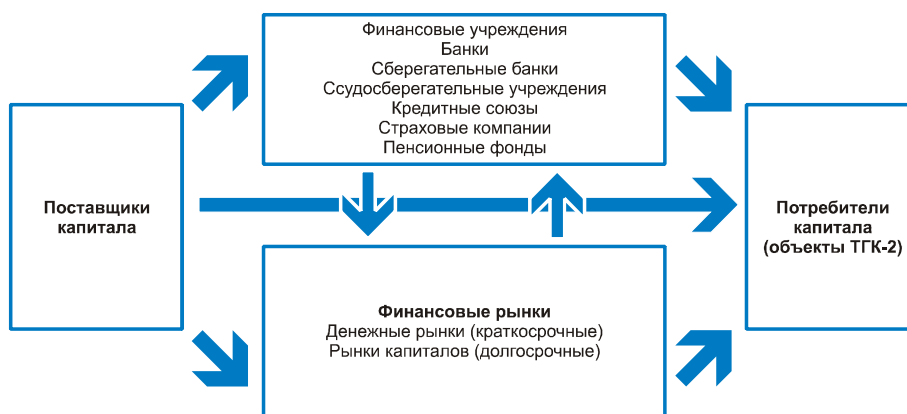 Финансовые учреждения
Банки
Сберегательные банки
Ссудосберегательные учреждения
Кредитные союзы
Страховые компании
Пенсионные фонды
Поставщики
капитала
Потребители
капитала
(объекты ТГК-2)
Финансовые рынки
Денежные рынки (краткосрочные)
Рынки капиталов (долгосрочные)